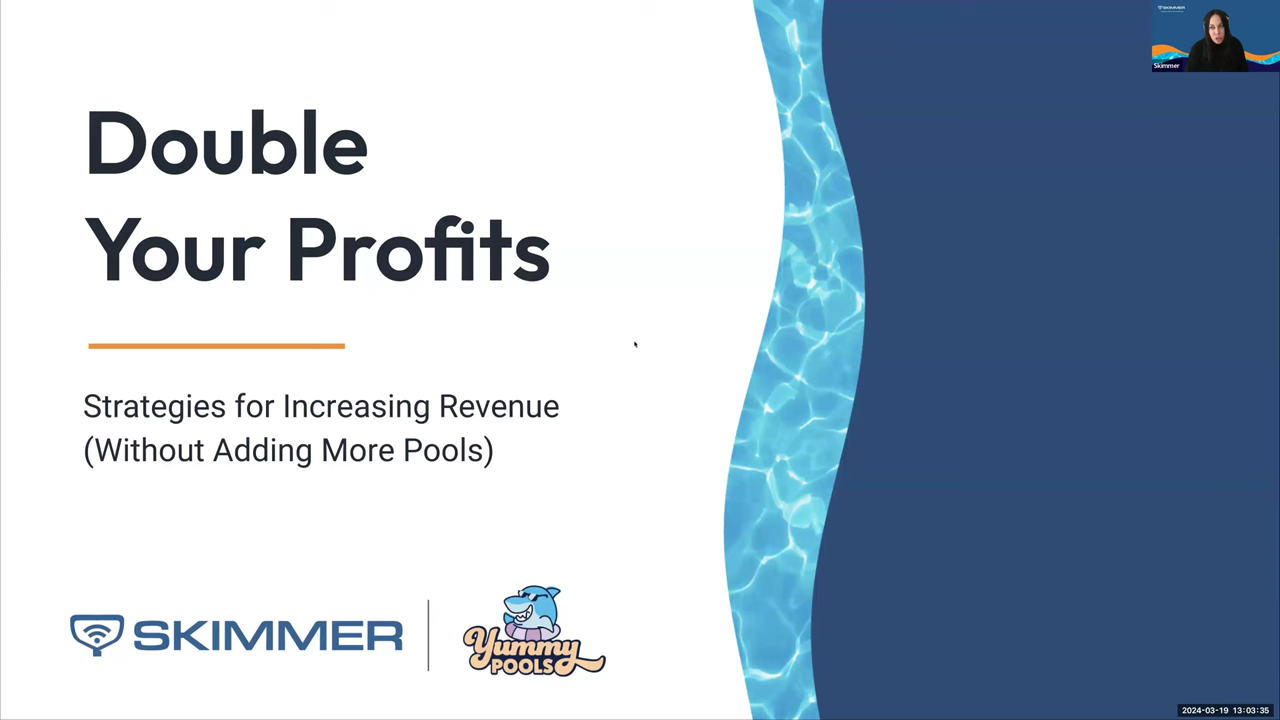 Double
Your Profits
Strategies for Increasing Revenue
(Without Adding More Pools)
SKIMMER
Yummy
POOLS
SKIMMER
Skimmer
2024-03-19 13:03:35